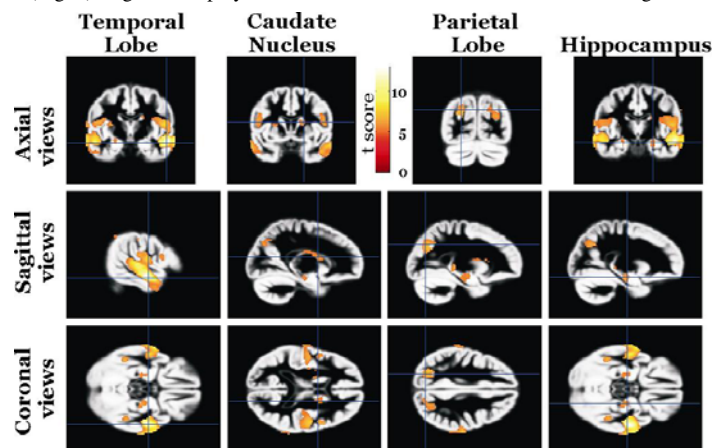 Temporal Lobe
Caudate Nucleus
Parietal Lobe
Hippocampus
Axial views
10
5
0
t score
Sagittal views
Coronal views